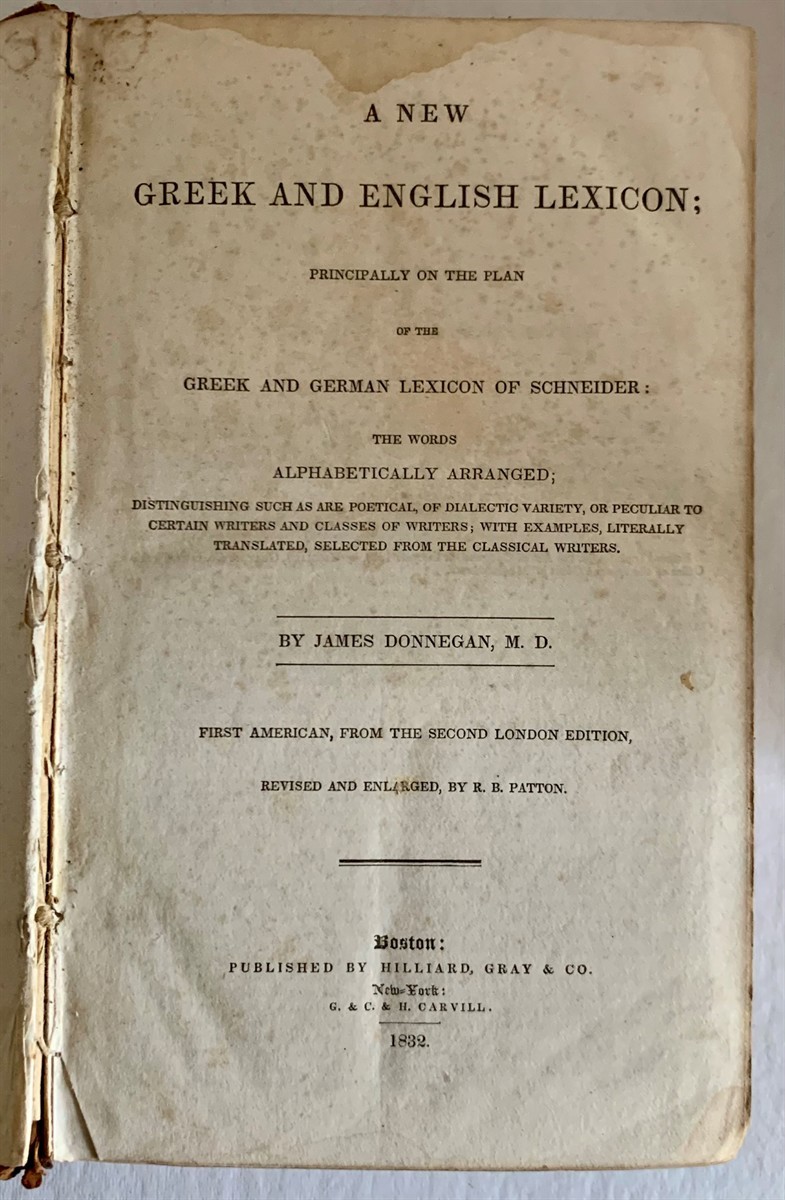 A NEW
GREEK AND ENGLISH LEXICON;
PRINCIPALLY ON THE PLAN
OF THE
GREEK AND GERMAN LEXICON OF SCHNEIDER:
THE WORDS
ALPHABETICALLY ARRANGED;
DISTINGUISHING SUCH AS ARE POETICAL, OF DIALECTIC VARIETY, OR PECULIAR TO
CERTAIN WRITERS AND CLASSES OF WRITERS; WITH EXAMPLES, LITERALLY
TRANSLATED, SELECTED FROM THE CLASSICAL WRITERS.
BY JAMES DONNEGAN, M. D.
FIRST AMERICAN, FROM THE SECOND LONDON EDITION,
REVISED AND ENLARGED, BY R. B. PATTON.
Boston:
PUBLISHED BY HILLIARD, GRAY & CO.
New-York:
G. & C. & H. CARVILL.
1832.